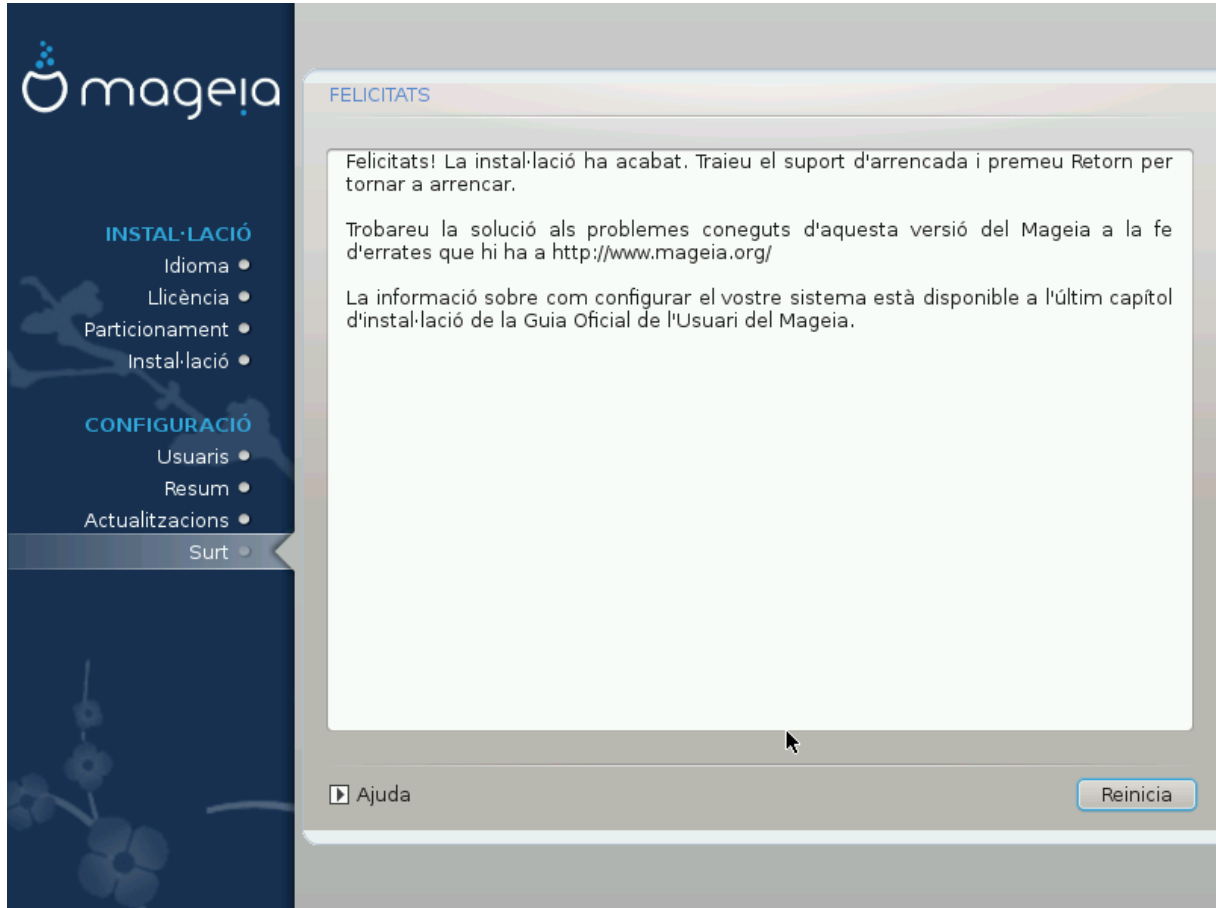 mageia
INSTAL·LACIÓ
Idioma
Llicència
Particionament
Instal·lació
CONFIGURACIÓ
Usuaris
Resum
Actualitzacions
Surt
FELICITATS
Felicitats! La instal·lació ha acabat. Traieu el suport d'arrencada i premeu Retorn per
tornar a arrencar.
Trobareu la solució als problemes coneguts d'aquesta versió del Mageia a la fe
d'errates que hi ha a http://www.mageia.org/
La informació sobre com configurar el vostre sistema està disponible a l'últim capítol
d'instal·lació de la Guia Oficial de l'Usuari del Mageia.
Ajuda
Reinicia